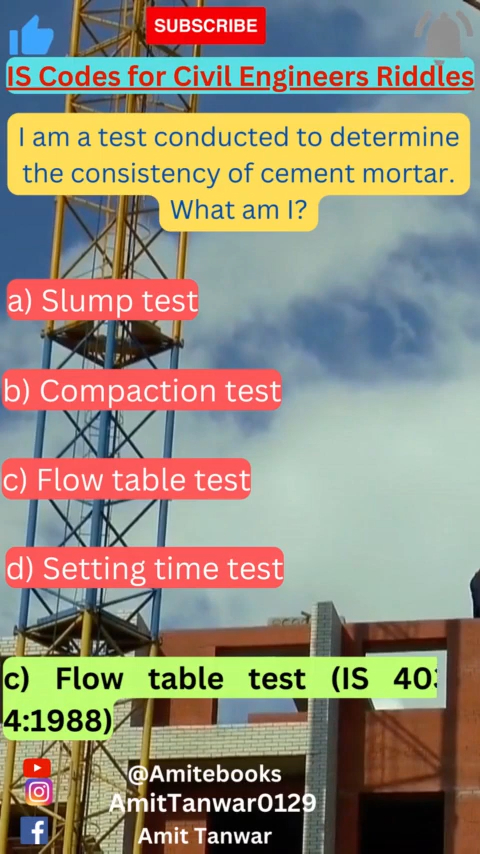 SUBSCRIBE
IS Codes for Civil Engineers Riddles
I am a test conducted to determine
the consistency of cement mortar.
What am I?
a) Slump test
b) Compaction test
c) Flow table test
d) Setting time test
c) Flow table test (IS 403
4:1988)
@Amitebooks
AmitTanwar0129
Amit Tanwar